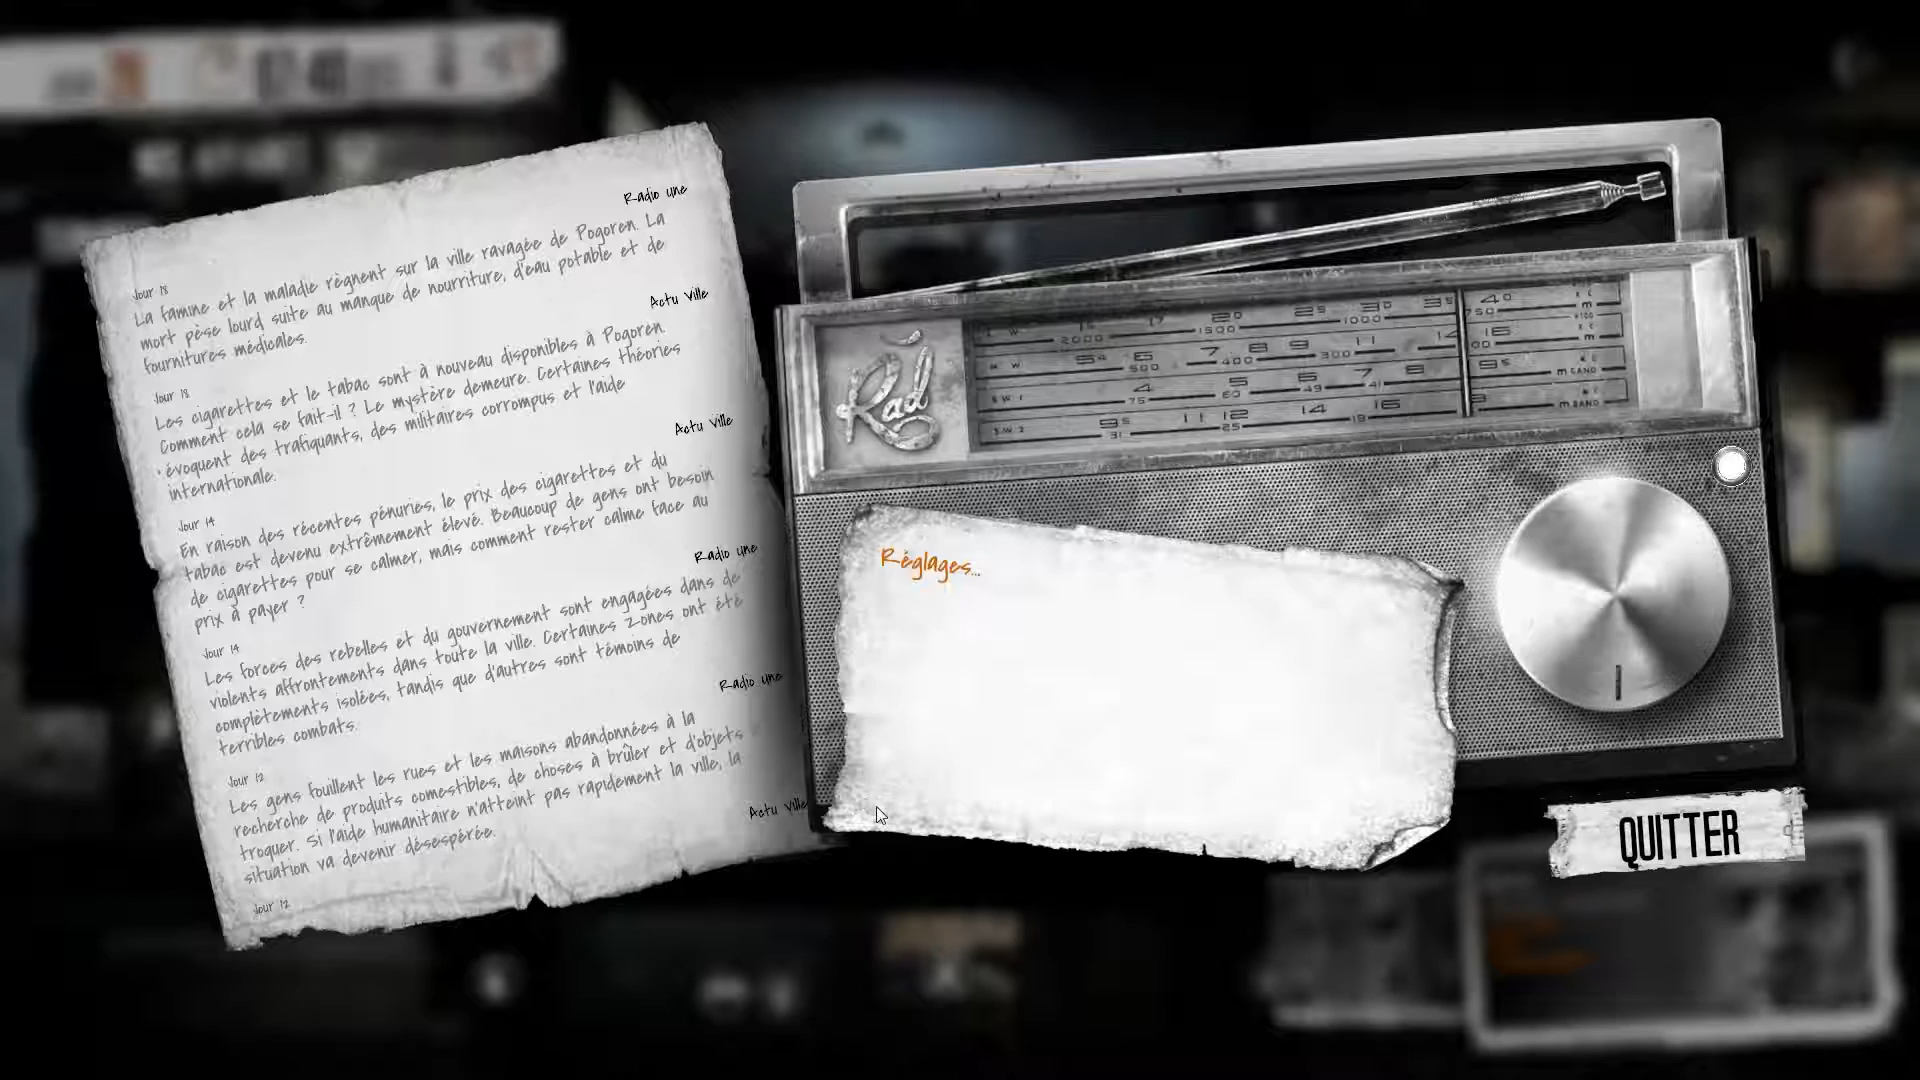 Radio une
Jour 18
La famine et la maladie règnent sur la ville ravagée de Pogoren. La
mort pèse lourd suite au manque de nourriture, d'eau potable et de
fournitures médicales.
Actu Ville
Jour 18
Les cigarettes et le tabac sont à nouveau disponibles à Pogoren.
Comment cela se fait-il ? Le mystère demeure. Certaines théories
évoquent des trafiquants, des militaires corrompus et l'aide
internationale.
Actu Ville
Jour 14
En raison des récentes pénuries, le prix des cigarettes et du
tabac est devenu extrêmement élevé. Beaucoup de gens ont besoin
de cigarettes pour se calmer, mais comment rester calme face au
prix à payer ?
Radio une
Jour 14
Les forces des rebelles et du gouvernement sont engagées dans de
violents affrontements dans toute la ville. Certaines zones ont été
complètement isolées, tandis que d'autres sont témoins de
terribles combats.
Radio une
Jour 12
Les gens fouillent les rues et les maisons abandonnées à la
recherche de produits comestibles, de choses à brûler et d'objets
troquer. Si l'aide humanitaire n'atteint pas rapidement la ville, la
situation va devenir désespérée.
Actu Ville
Jour 12
Rad
Réglages...
QUITTER